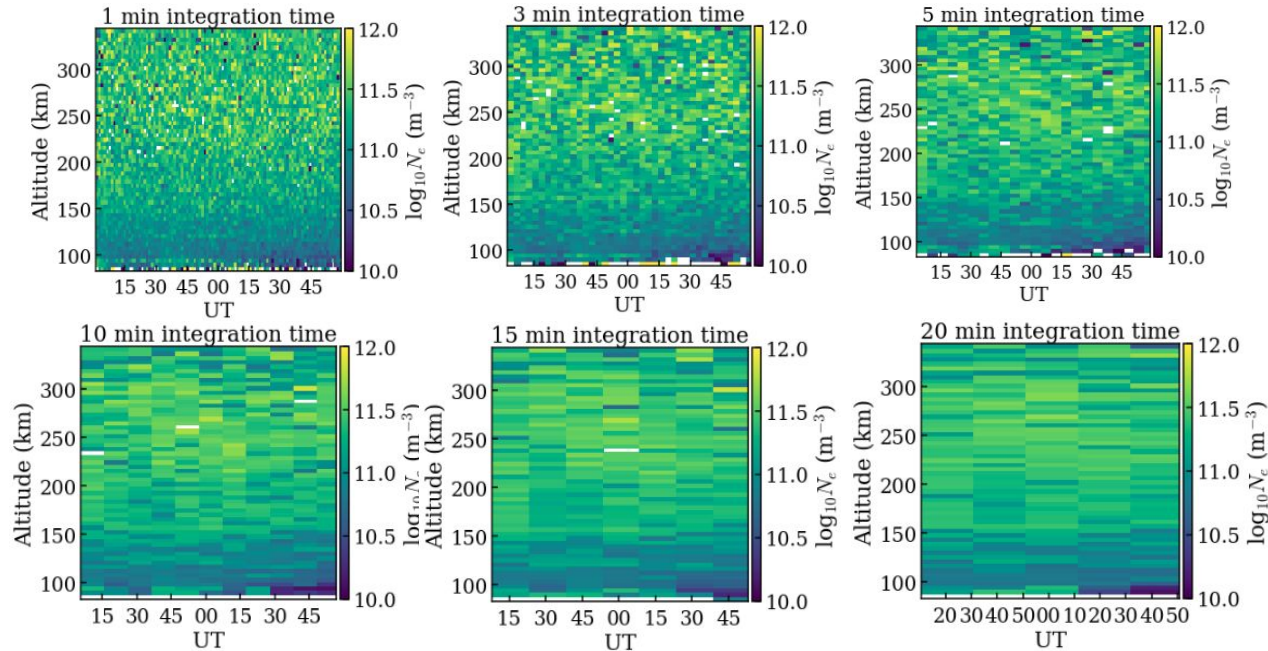 1 min integration time
12.0
11.5
11.0
10.5
10.0
log₁₀Nₑ (m⁻³)
300
250
200
150
100
Altitude (km)
15 30 45 00 15 30 45
UT
3 min integration time
12.0
11.5
11.0
10.5
10.0
log₁₀Nₑ (m⁻³)
300
250
200
150
100
Altitude (km)
15 30 45 00 15 30 45
UT
5 min integration time
12.0
11.5
11.0
10.5
10.0
log₁₀Nₑ (m⁻³)
300
250
200
150
100
Altitude (km)
15 30 45 00 15 30 45
UT
10 min integration time
12.0
11.5
11.0
10.5
10.0
log₁₀Nₑ (m⁻³)
300
250
200
150
100
Altitude (km)
15 30 45 00 15 30 45
UT
15 min integration time
12.0
11.5
11.0
10.5
10.0
log₁₀Nₑ (m⁻³)
300
250
200
150
100
Altitude (km)
15 30 45 00 15 30 45
UT
20 min integration time
12.0
11.5
11.0
10.5
10.0
log₁₀Nₑ (m⁻³)
300
250
200
150
100
Altitude (km)
20 30 40 50 00 10 20 30 40 50
UT